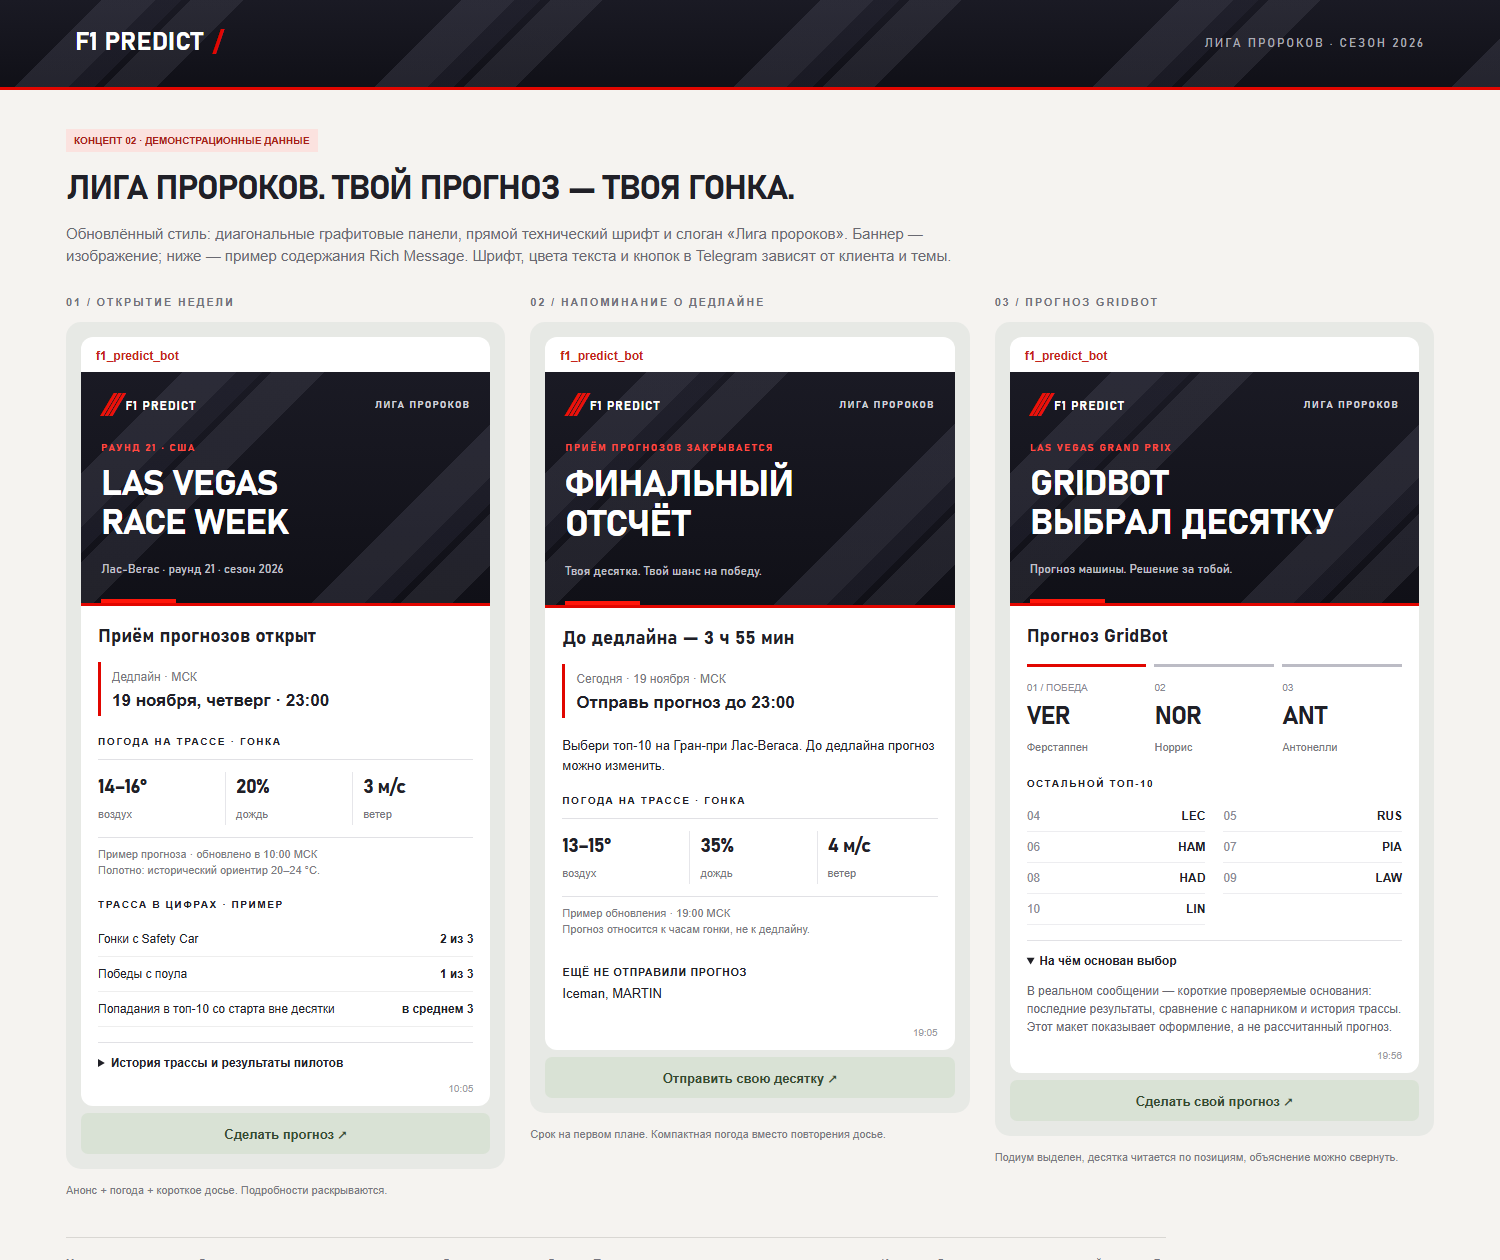 F1 PREDICT /
ЛИГА ПРОРОКОВ · СЕЗОН 2026
КОНЦЕПТ 02 · ДЕМОНСТРАЦИОННЫЕ ДАННЫЕ
ЛИГА ПРОРОКОВ. ТВОЙ ПРОГНОЗ — ТВОЯ ГОНКА.
Обновлённый стиль: диагональные графитовые панели, прямой технический шрифт и слоган «Лига пророков». Баннер —
изображение; ниже — пример содержания Rich Message. Шрифт, цвета текста и кнопок в Telegram зависят от клиента и темы.
01 / ОТКРЫТИЕ НЕДЕЛИ
f1_predict_bot
F1 PREDICT
ЛИГА ПРОРОКОВ
РАУНД 21 · США
LAS VEGAS
RACE WEEK
Лас-Вегас · раунд 21 · сезон 2026
Приём прогнозов открыт
Дедлайн · МСК
19 ноября, четверг · 23:00
ПОГОДА НА ТРАССЕ · ГОНКА
14–16° 20% 3 м/с
воздух дождь ветер
Пример прогноза · обновлено в 10:00 МСК
Полотно: исторический ориентир 20–24 °C.
ТРАССА В ЦИФРАХ · ПРИМЕР
Гонки с Safety Car 2 из 3
Победы с поула 1 из 3
Попадания в топ-10 со старта вне десятки в среднем 3
▶ История трассы и результаты пилотов
10:05
Сделать прогноз ↗
Анонс + погода + короткое досье. Подробности раскрываются.
02 / НАПОМИНАНИЕ О ДЕДЛАЙНЕ
f1_predict_bot
F1 PREDICT
ЛИГА ПРОРОКОВ
ПРИЁМ ПРОГНОЗОВ ЗАКРЫВАЕТСЯ
ФИНАЛЬНЫЙ
ОТСЧЁТ
Твоя десятка. Твой шанс на победу.
До дедлайна — 3 ч 55 мин
Сегодня · 19 ноября · МСК
Отправь прогноз до 23:00
Выбери топ-10 на Гран-при Лас-Вегаса. До дедлайна прогноз
можно изменить.
ПОГОДА НА ТРАССЕ · ГОНКА
13–15° 35% 4 м/с
воздух дождь ветер
Пример обновления · 19:00 МСК
Прогноз относится к часам гонки, не к дедлайну.
ЕЩЁ НЕ ОТПРАВИЛИ ПРОГНОЗ
Iceman, MARTIN
19:05
Отправить свою десятку ↗
Срок на первом плане. Компактная погода вместо повторения досье.
03 / ПРОГНОЗ GRIDBOT
f1_predict_bot
F1 PREDICT
ЛИГА ПРОРОКОВ
LAS VEGAS GRAND PRIX
GRIDBOT
ВЫБРАЛ ДЕСЯТКУ
Прогноз машины. Решение за тобой.
Прогноз GridBot
01 / ПОБЕДА 02 03
VER NOR ANT
Ферстаппен Норрис Антонелли
ОСТАЛЬНОЙ ТОП-10
04 LEC 05 RUS
06 HAM 07 PIA
08 HAD 09 LAW
10 LIN
▼ На чём основан выбор
В реальном сообщении — короткие проверяемые основания:
последние результаты, сравнение с напарником и история трассы.
Этот макет показывает оформление, а не рассчитанный прогноз.
19:56
Сделать свой прогноз ↗
Подиум выделен, десятка читается по позициям, объяснение можно свернуть.